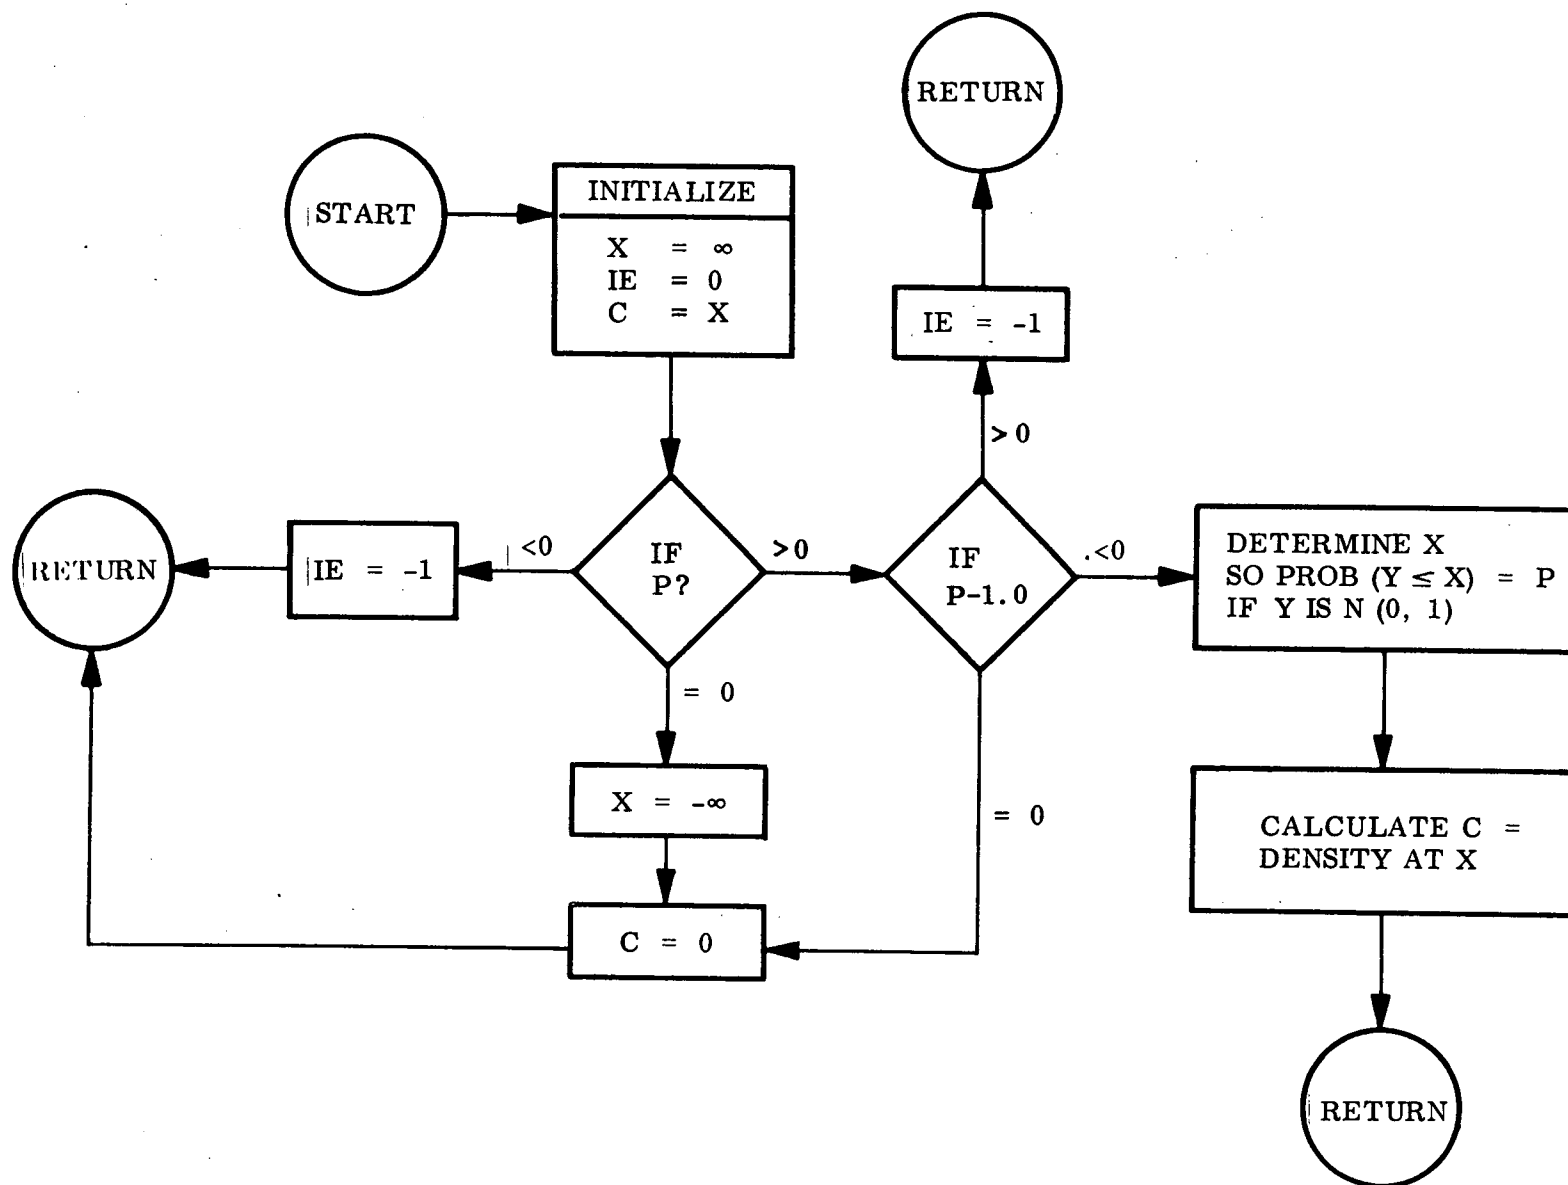 RETURN
START
INITIALIZE
X = ∞
IE = 0
C = X
IE = -1
>0
RETURN
IE = -1
<0
IF
P?
>0
IF
P-1.0
<0
DETERMINE X
SO PROB (Y ≤ X) = P
IF Y IS N (0, 1)
= 0
X = -∞
= 0
C = 0
CALCULATE C =
DENSITY AT X
RETURN